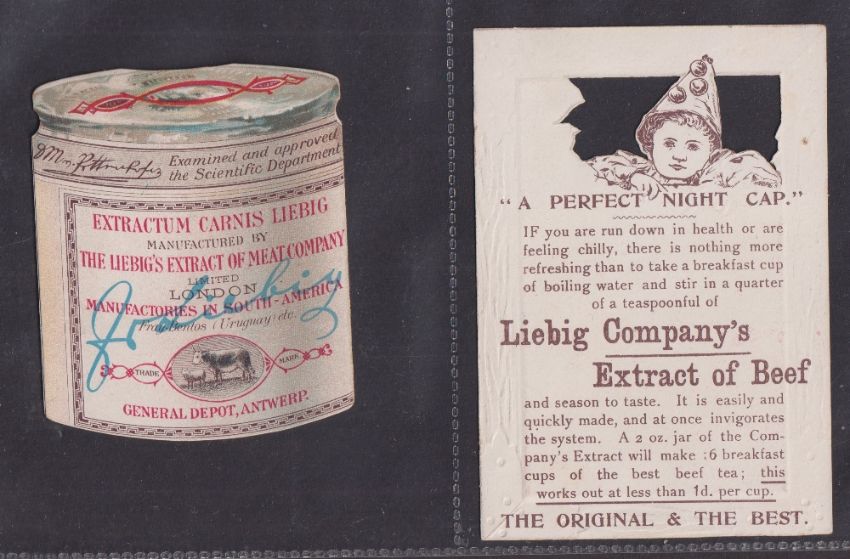 Examined and approved
the Scientific Department
EXTRACTUM CARNIS LIEBIG
MANUFACTURED BY
THE LIEBIG'S EXTRACT OF MEAT COMPANY
LIMITED
LONDON
MANUFACTORIES IN SOUTH-AMERICA
Fray Bentos (Uruguay) etc.
J v Liebig
TRADE MARK
GENERAL DEPOT, ANTWERP.
"A PERFECT NIGHT CAP."
IF you are run down in health or are
feeling chilly, there is nothing more
refreshing than to take a breakfast cup
of boiling water and stir in a quarter
of a teaspoonful of
Liebig Company's
Extract of Beef
and season to taste. It is easily and
quickly made, and at once invigorates
the system. A 2 oz. jar of the Com-
pany's Extract will make :6 breakfast
cups of the best beef tea; this
works out at less than 1d. per cup.
THE ORIGINAL & THE BEST.